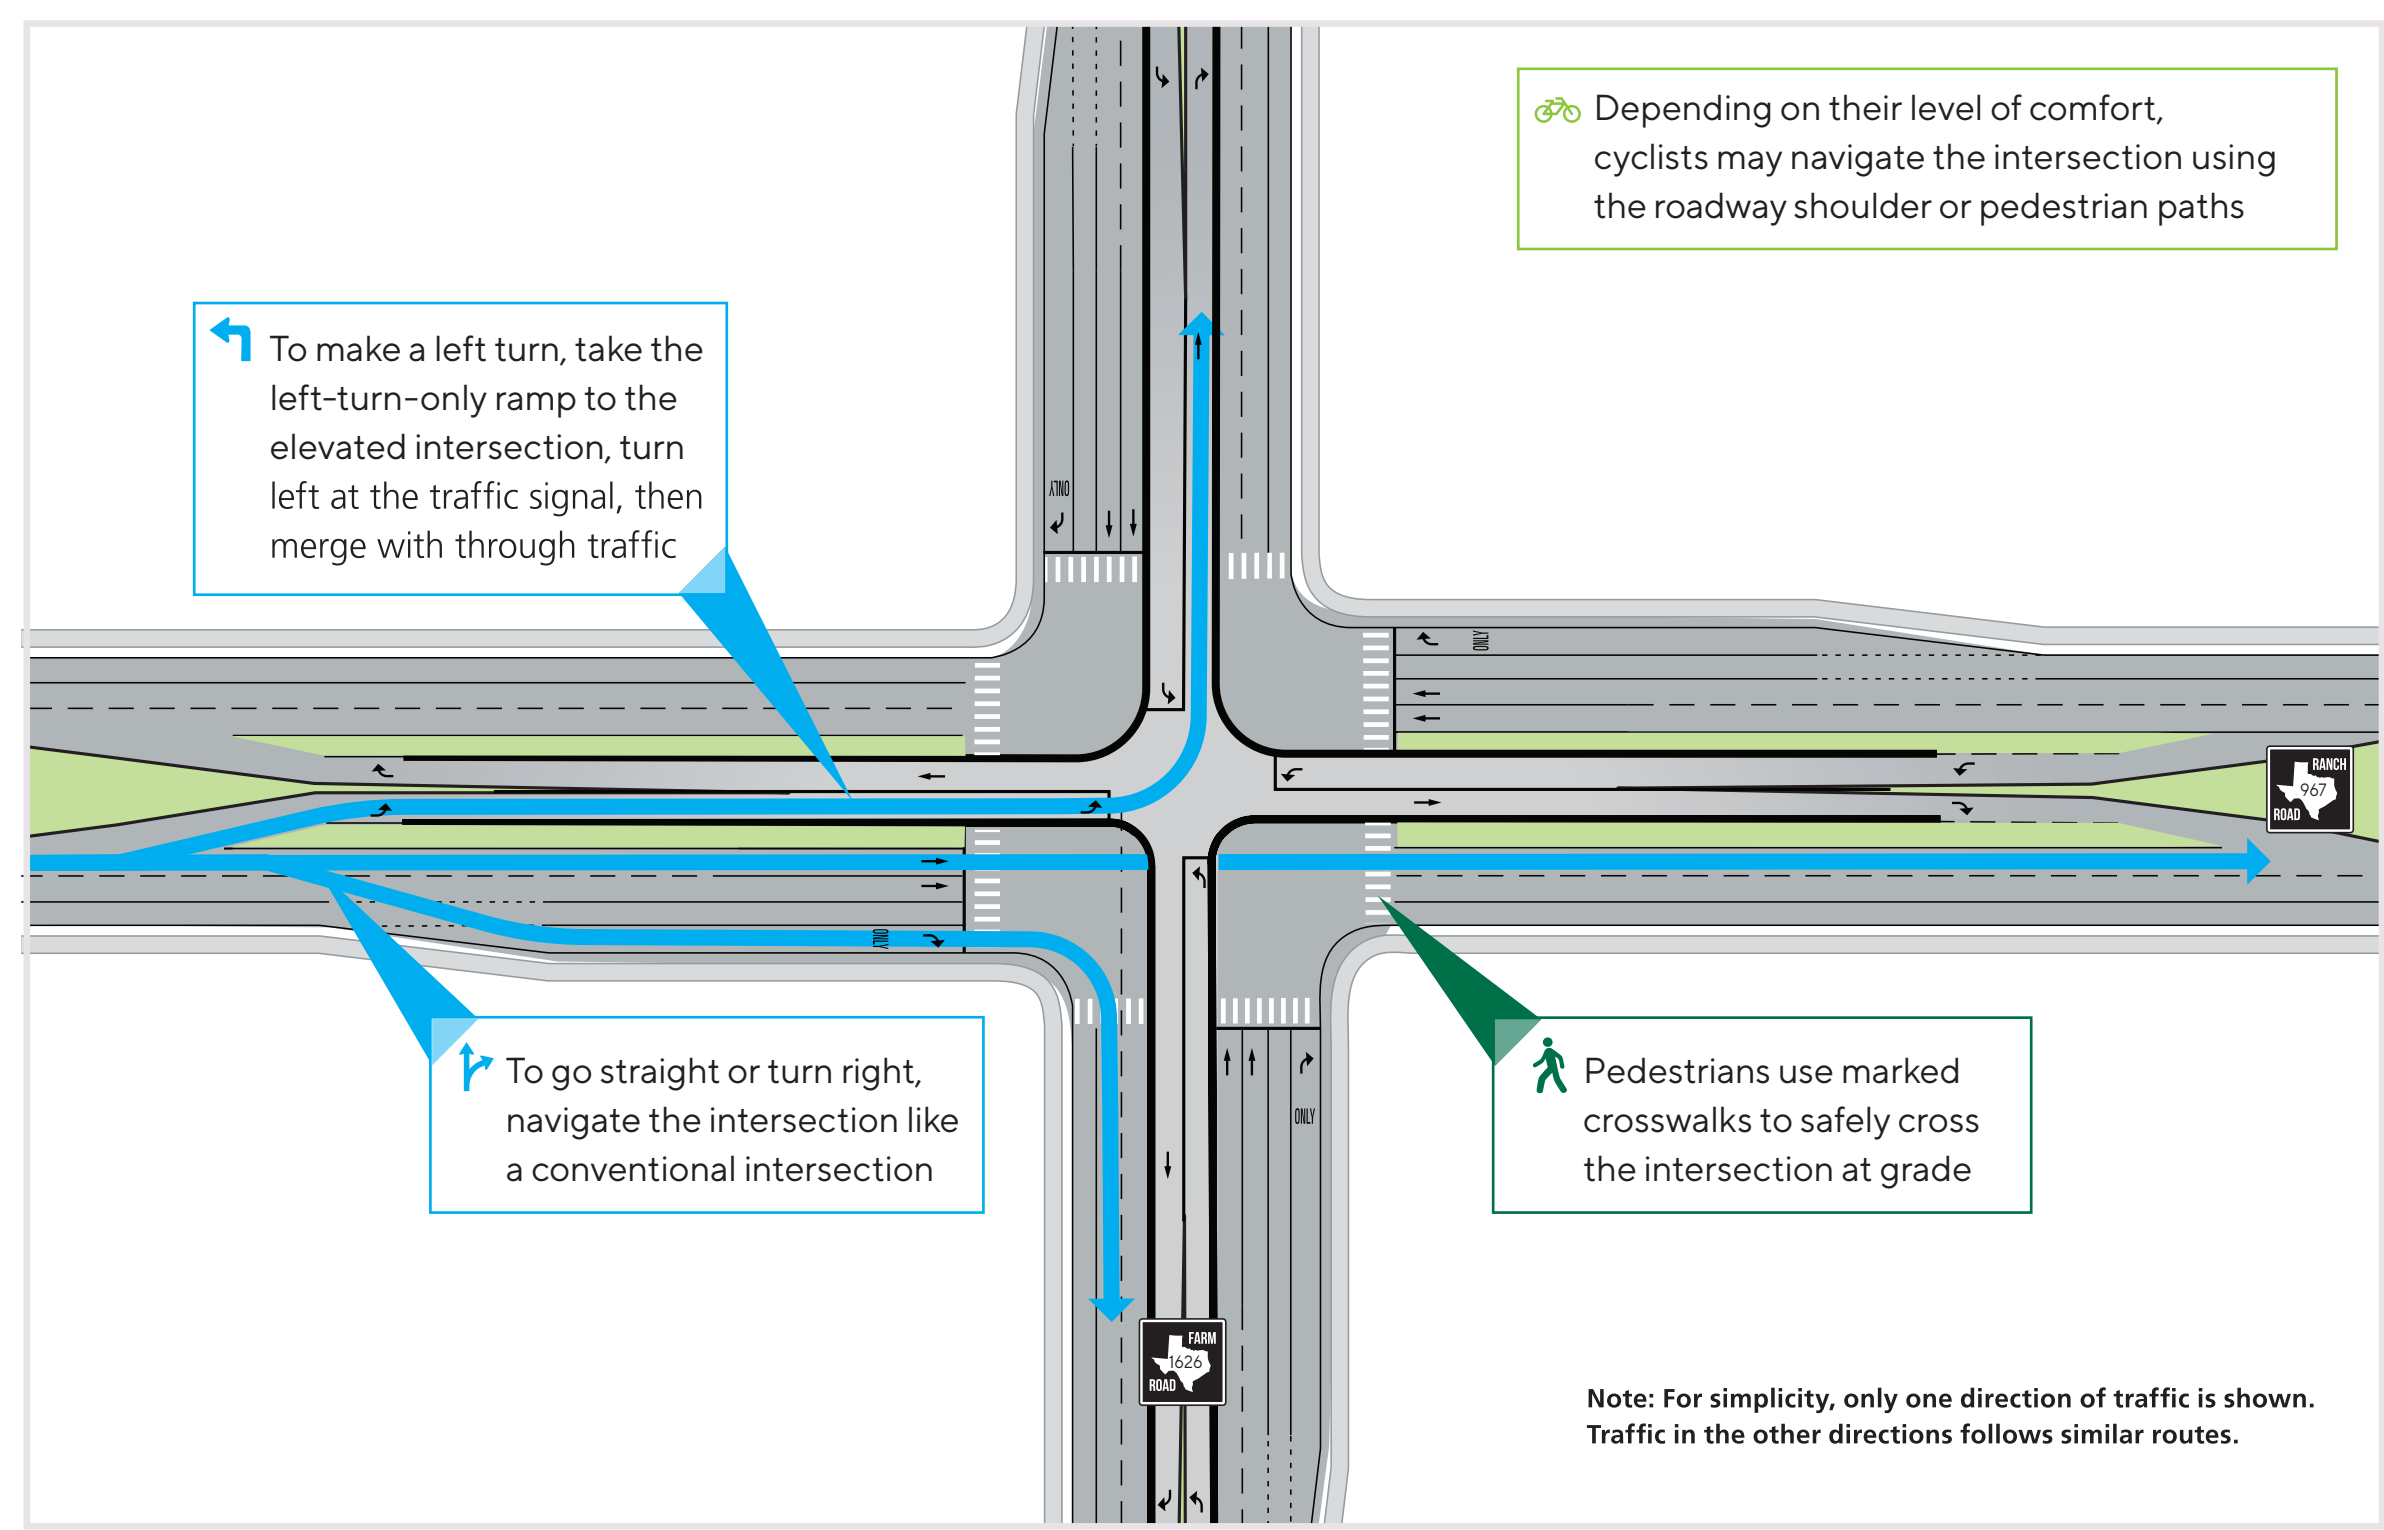 Depending on their level of comfort,
cyclists may navigate the intersection using
the roadway shoulder or pedestrian paths
To make a left turn, take the
left-turn-only ramp to the
elevated intersection, turn
left at the traffic signal, then
merge with through traffic
ONLY
ONLY
RANCH
967
ROAD
ONLY
To go straight or turn right,
navigate the intersection like
a conventional intersection
ONLY
Pedestrians use marked
crosswalks to safely cross
the intersection at grade
FARM
1626
ROAD
Note: For simplicity, only one direction of traffic is shown.
Traffic in the other directions follows similar routes.